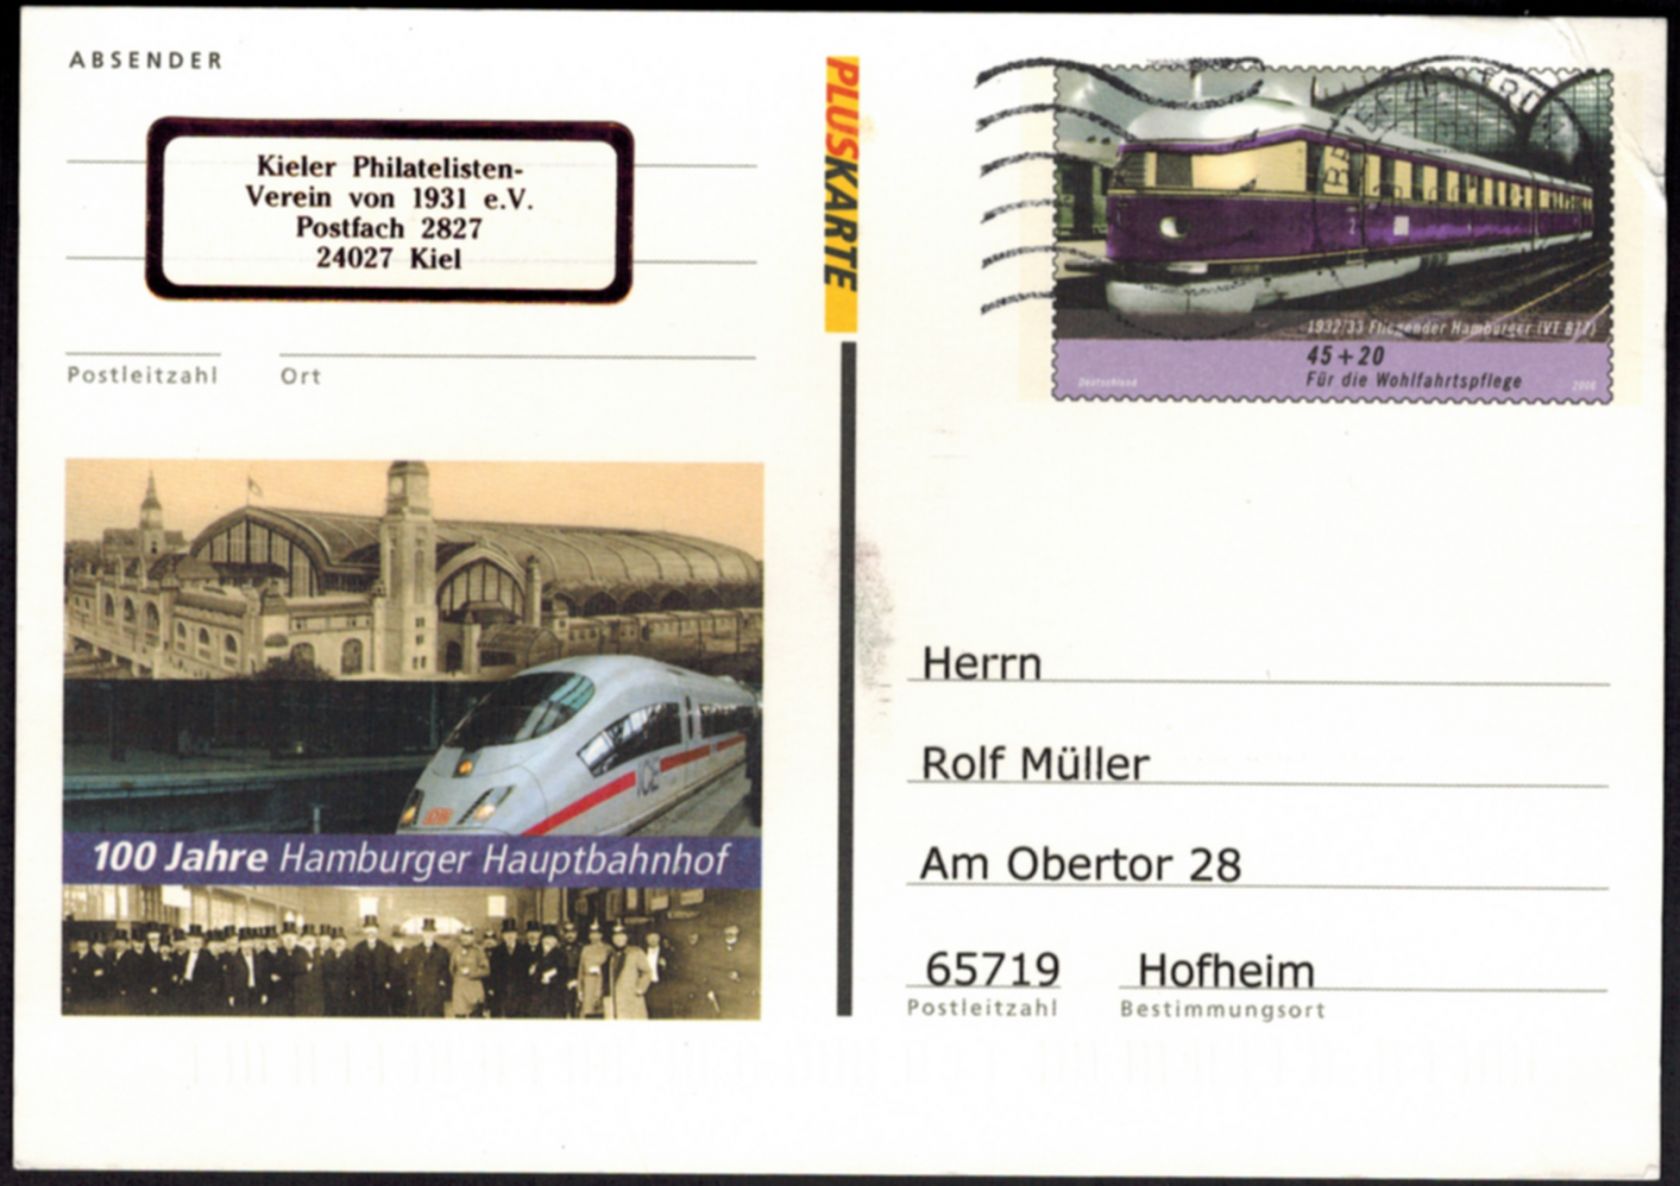 ABSENDER
Kieler Philatelisten-
Verein von 1931 e.V.
Postfach 2827
24027 Kiel
Postleitzahl Ort
PLUSKARTE
1932/33 Fliegender Hamburger (VT 877)
45+20
Für die Wohlfahrtspflege
Deutschland 2006
ICE
DB
100 Jahre Hamburger Hauptbahnhof
Herrn
Rolf Müller
Am Obertor 28
65719 Hofheim
Postleitzahl Bestimmungsort